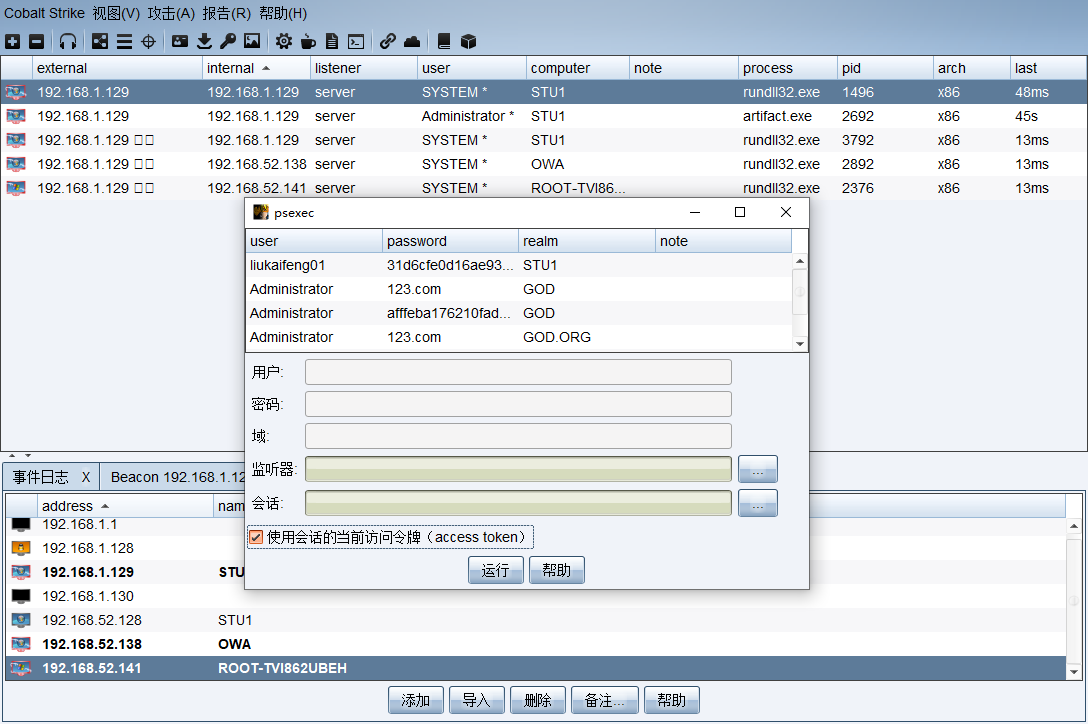 Cobalt Strike 视图(V) 攻击(A) 报告(R) 帮助(H)
external internal listener user computer note process pid arch last
192.168.1.129 192.168.1.129 server SYSTEM * STU1 rundll32.exe 1496 x86 48ms
192.168.1.129 192.168.1.129 server Administrator * STU1 artifact.exe 2692 x86 45s
192.168.1.129 □□ 192.168.1.129 server SYSTEM * STU1 rundll32.exe 3792 x86 13ms
192.168.1.129 □□ 192.168.52.138 server SYSTEM * OWA rundll32.exe 2892 x86 13ms
192.168.1.129 □□ 192.168.52.141 server SYSTEM * ROOT-TVI86... rundll32.exe 2376 x86 13ms
psexec
user password realm note
liukaifeng01 31d6cfe0d16ae93... STU1
Administrator 123.com GOD
Administrator afffeba176210fad... GOD
Administrator 123.com GOD.ORG
用户:
密码:
域:
监听器: ...
会话: ...
使用会话的当前访问令牌（access token）
运行 帮助
事件日志 X Beacon 192.168.1.12
address nam
192.168.1.1
192.168.1.128
192.168.1.129 STU
192.168.1.130
192.168.52.128 STU1
192.168.52.138 OWA
192.168.52.141 ROOT-TVI862UBEH
添加 导入 删除 备注... 帮助